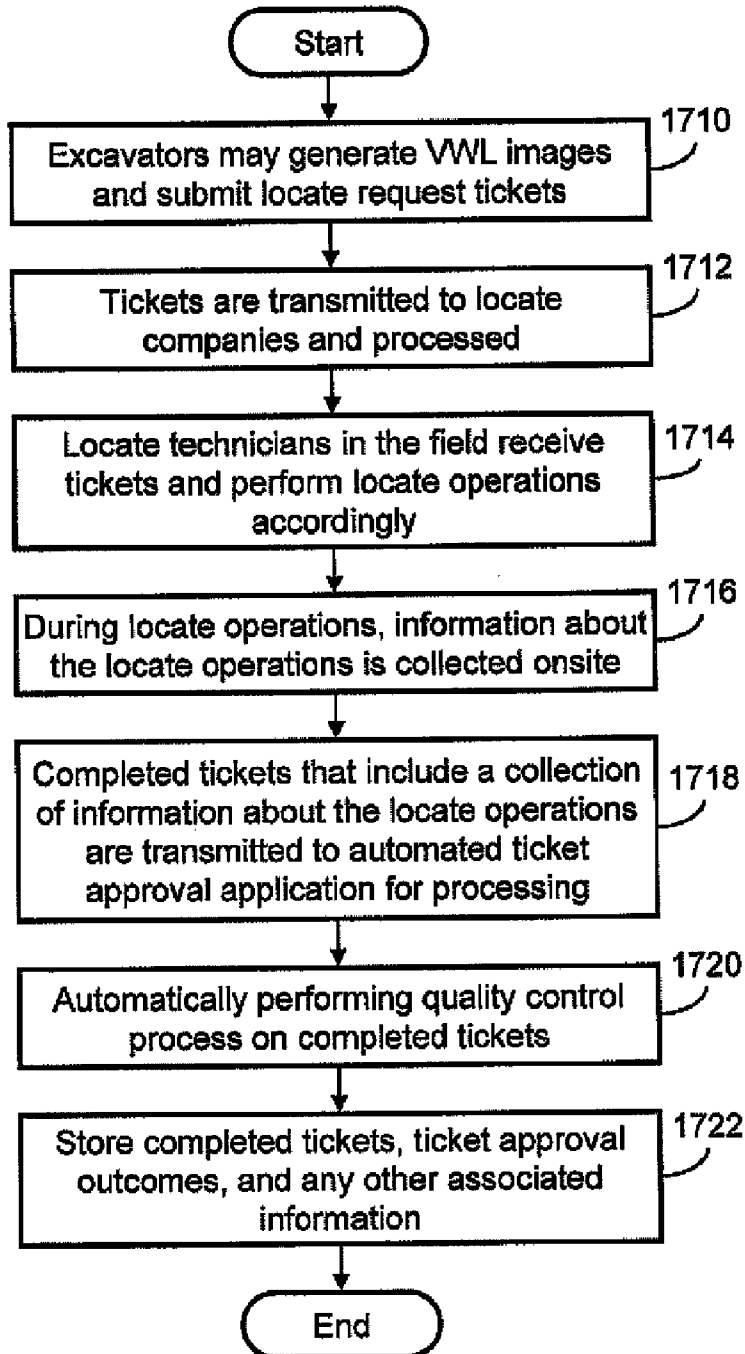 Start
1710
Excavators may generate VWL images
and submit locate request tickets
1712
Tickets are transmitted to locate
companies and processed
1714
Locate technicians in the field receive
tickets and perform locate operations
accordingly
1716
During locate operations, information about
the locate operations is collected onsite
1718
Completed tickets that include a collection
of information about the locate operations
are transmitted to automated ticket
approval application for processing
1720
Automatically performing quality control
process on completed tickets
1722
Store completed tickets, ticket approval
outcomes, and any other associated
information
End